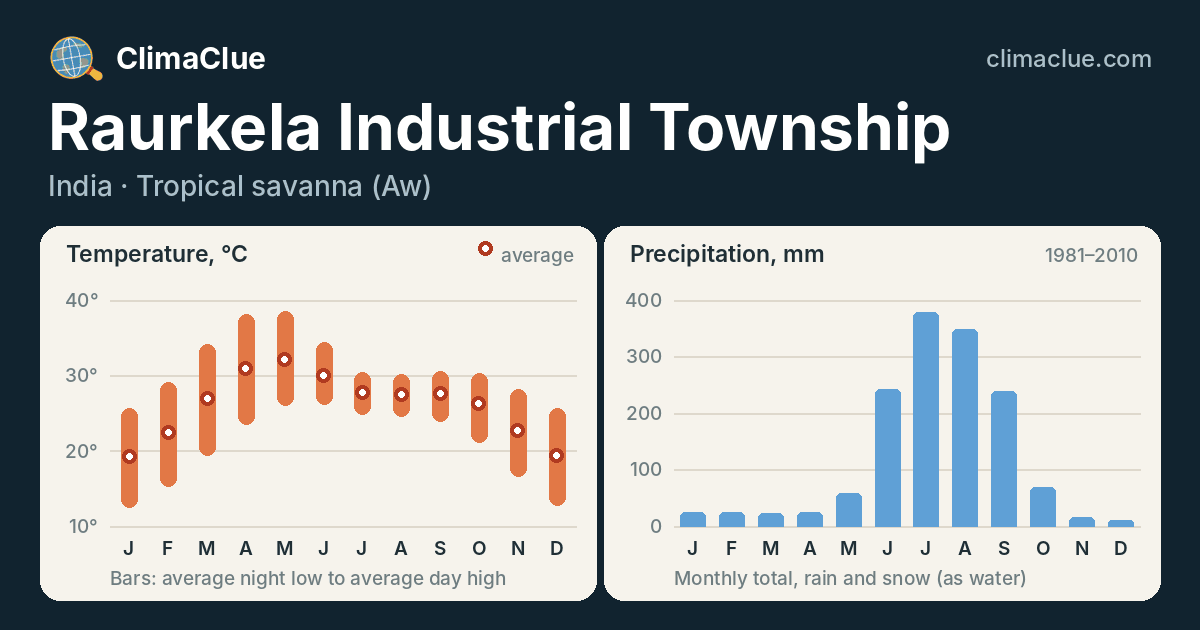 ClimaClue
climaclue.com
Raurkela Industrial Township
India · Tropical savanna (Aw)
Temperature, °C
average
40°
30°
20°
10°
J F M A M J J A S O N D
Bars: average night low to average day high
Precipitation, mm
1981–2010
400
300
200
100
0
J F M A M J J A S O N D
Monthly total, rain and snow (as water)